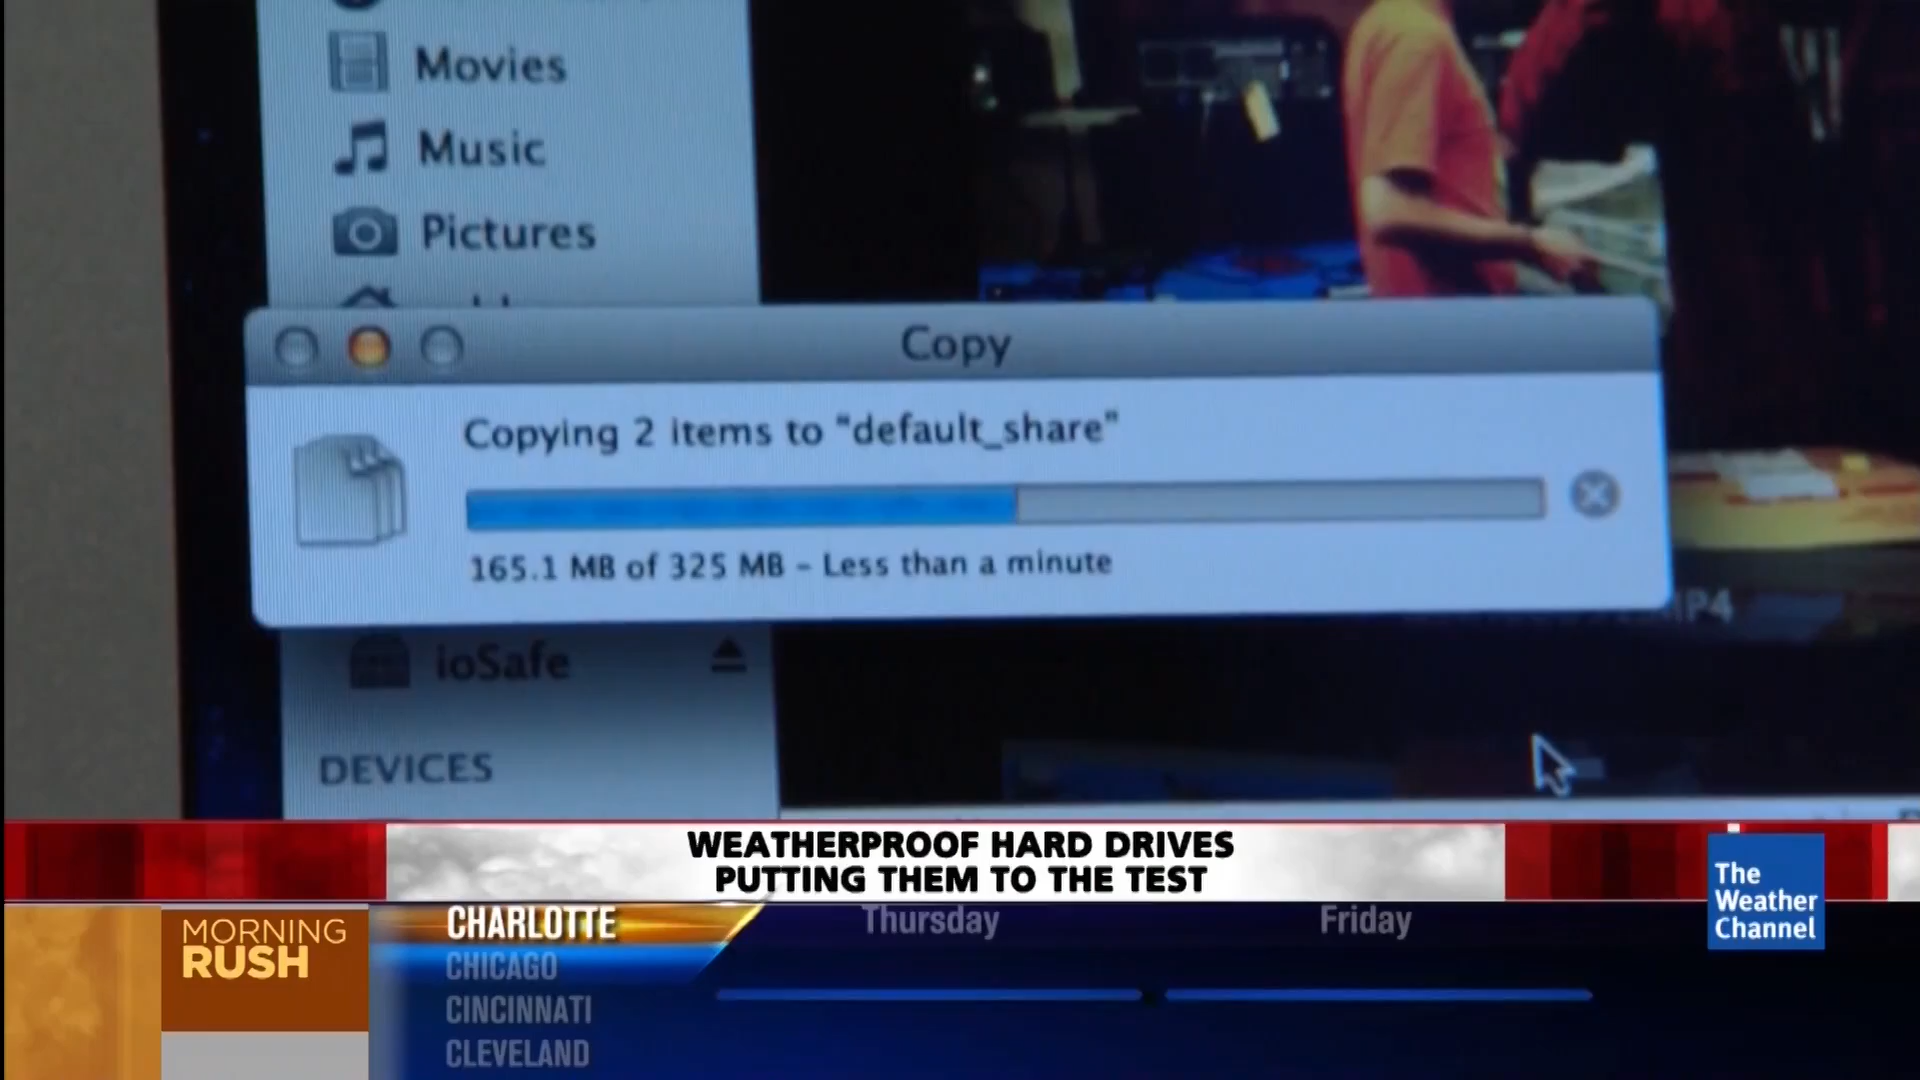 Movies
Music
Pictures
Copy
Copying 2 items to "default_share"
165.1 MB of 325 MB - Less than a minute
MP4
ioSafe
DEVICES
WEATHERPROOF HARD DRIVES
PUTTING THEM TO THE TEST
The
Weather
Channel
MORNING
RUSH
CHARLOTTE
Thursday
Friday
CHICAGO
CINCINNATI
CLEVELAND